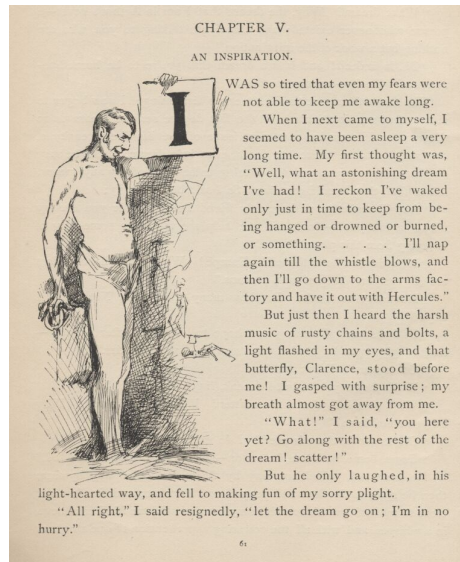 CHAPTER V.
AN INSPIRATION.
I WAS so tired that even my fears were
not able to keep me awake long.
When I next came to myself, I
seemed to have been asleep a very
long time. My first thought was,
"Well, what an astonishing dream
I've had! I reckon I've waked
only just in time to keep from be-
ing hanged or drowned or burned,
or something. . . . I'll nap
again till the whistle blows, and
then I'll go down to the arms fac-
tory and have it out with Hercules."
But just then I heard the harsh
music of rusty chains and bolts, a
light flashed in my eyes, and that
butterfly, Clarence, stood before
me! I gasped with surprise; my
breath almost got away from me.
"What!" I said, "you here
yet? Go along with the rest of the
dream! scatter!"
But he only laughed, in his
light-hearted way, and fell to making fun of my sorry plight.
"All right," I said resignedly, "let the dream go on; I'm in no
hurry."
61